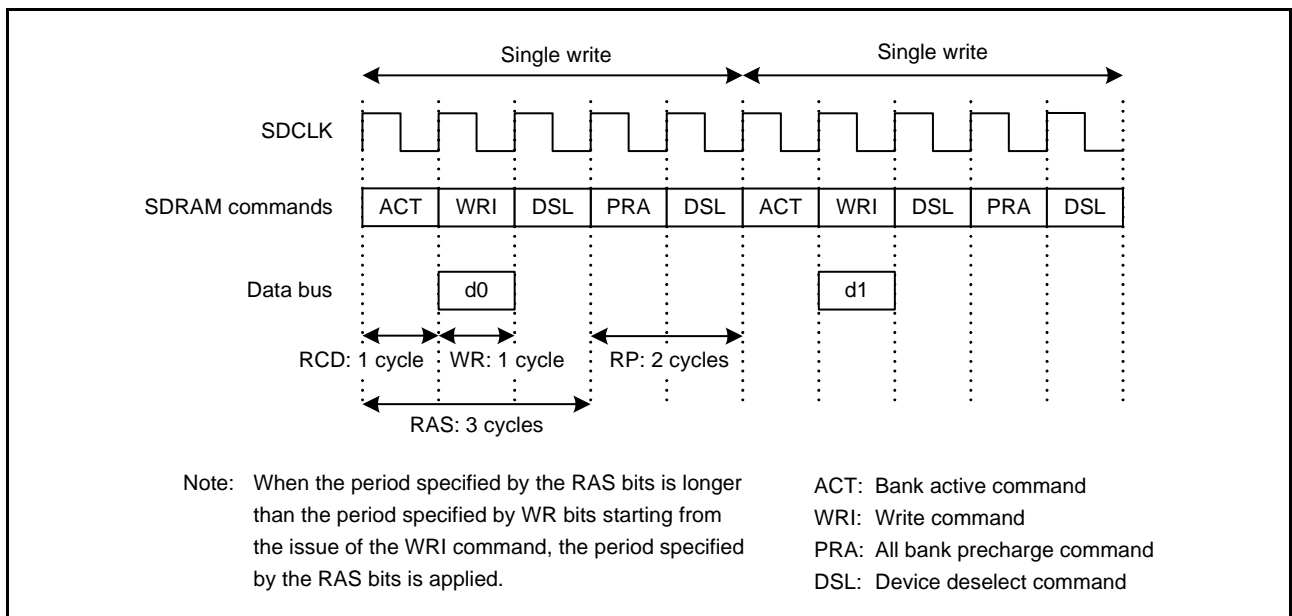 Single write Single write
SDCLK
SDRAM commands ACT WRI DSL PRA DSL ACT WRI DSL PRA DSL
Data bus d0 d1
RCD: 1 cycle WR: 1 cycle RP: 2 cycles
RAS: 3 cycles
Note: When the period specified by the RAS bits is longer
than the period specified by WR bits starting from
the issue of the WRI command, the period specified
by the RAS bits is applied.
ACT: Bank active command
WRI: Write command
PRA: All bank precharge command
DSL: Device deselect command